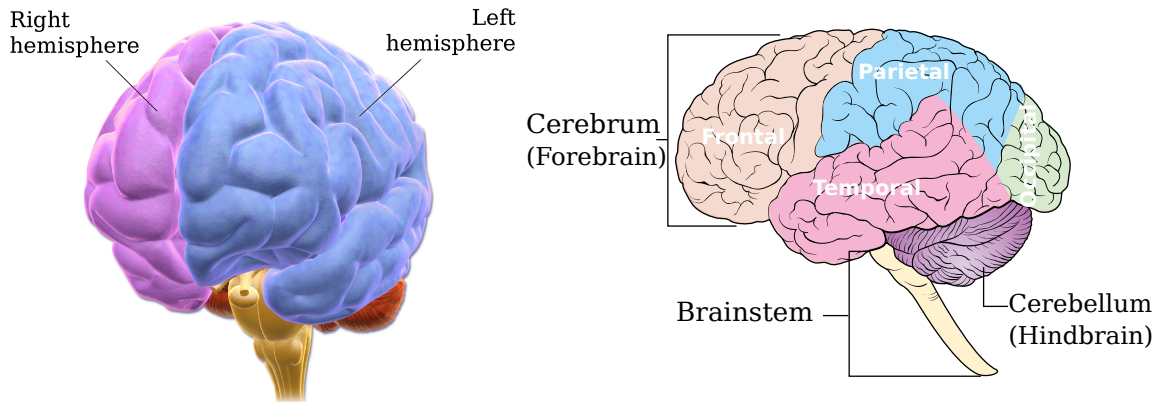 Right
hemisphere
Left
hemisphere
Cerebrum
(Forebrain)
Frontal
Parietal
Temporal
Occipital
Brainstem
Cerebellum
(Hindbrain)